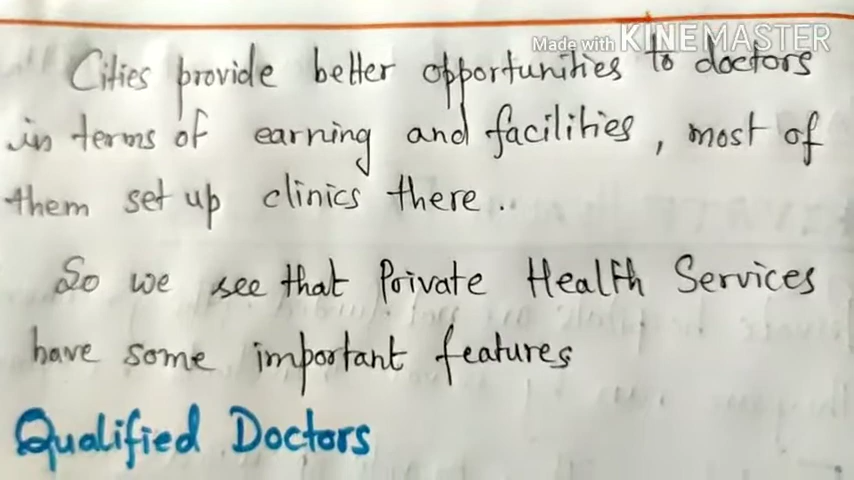 Made with KINEMASTER
Cities provide better opportunities to doctors
in terms of earning and facilities, most of
them set up clinics there..
So we see that Private Health Services
have some important features
Qualified Doctors